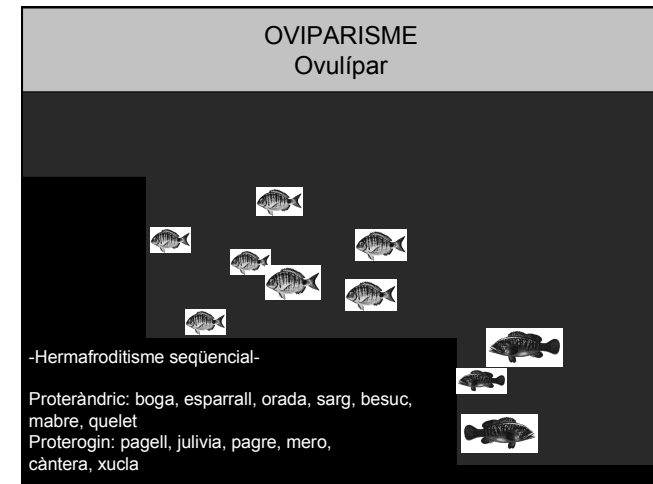 OVIPARISME
Ovulípar
-Hermafroditisme seqüencial-
Proteràndric: boga, esparrall, orada, sarg, besuc,
mabre, quelet
Proterogin: pagell, julivia, pagre, mero,
càntera, xucla